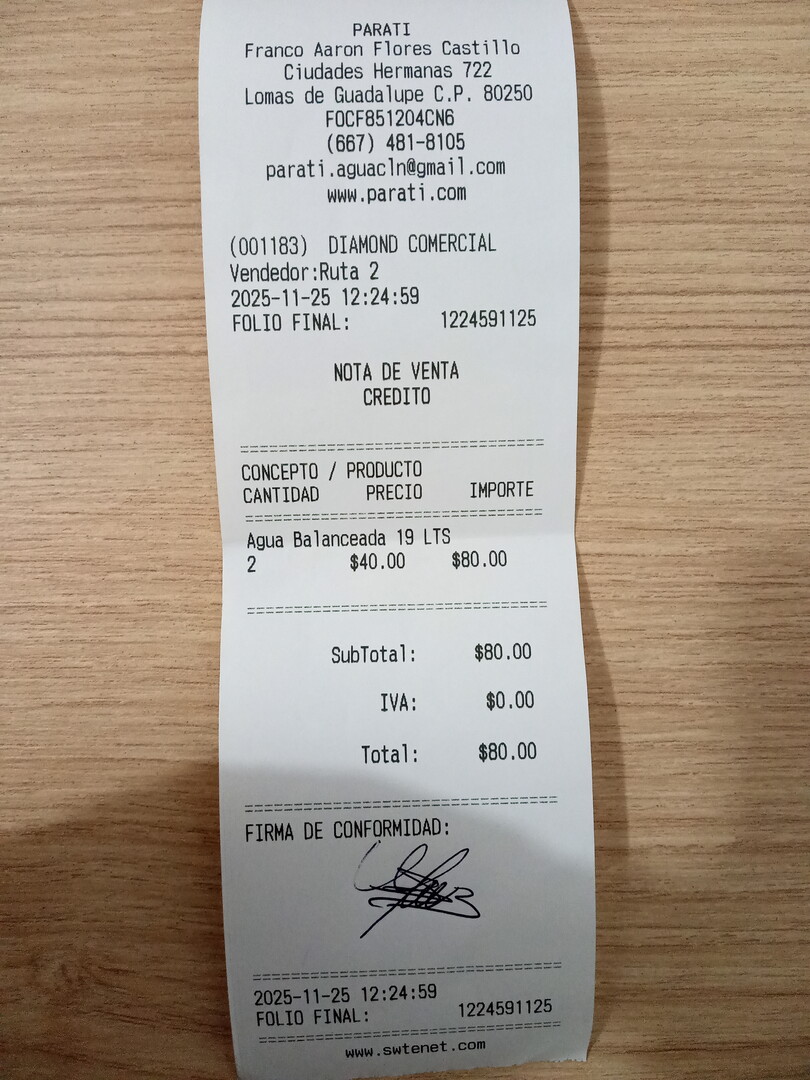 PARATI
Franco Aaron Flores Castillo
Ciudades Hermanas 722
Lomas de Guadalupe C.P. 80250
FOCF851204CN6
(667) 481-8105
parati.aguacln@gmail.com
www.parati.com
(001183) DIAMOND COMERCIAL
Vendedor:Ruta 2
2025-11-25 12:24:59
FOLIO FINAL: 1224591125
NOTA DE VENTA
CREDITO
CONCEPTO / PRODUCTO
CANTIDAD PRECIO IMPORTE
Agua Balanceada 19 LTS
2 $40.00 $80.00
SubTotal: $80.00
IVA: $0.00
Total: $80.00
FIRMA DE CONFORMIDAD:
2025-11-25 12:24:59
FOLIO FINAL: 1224591125
www.swtenet.com